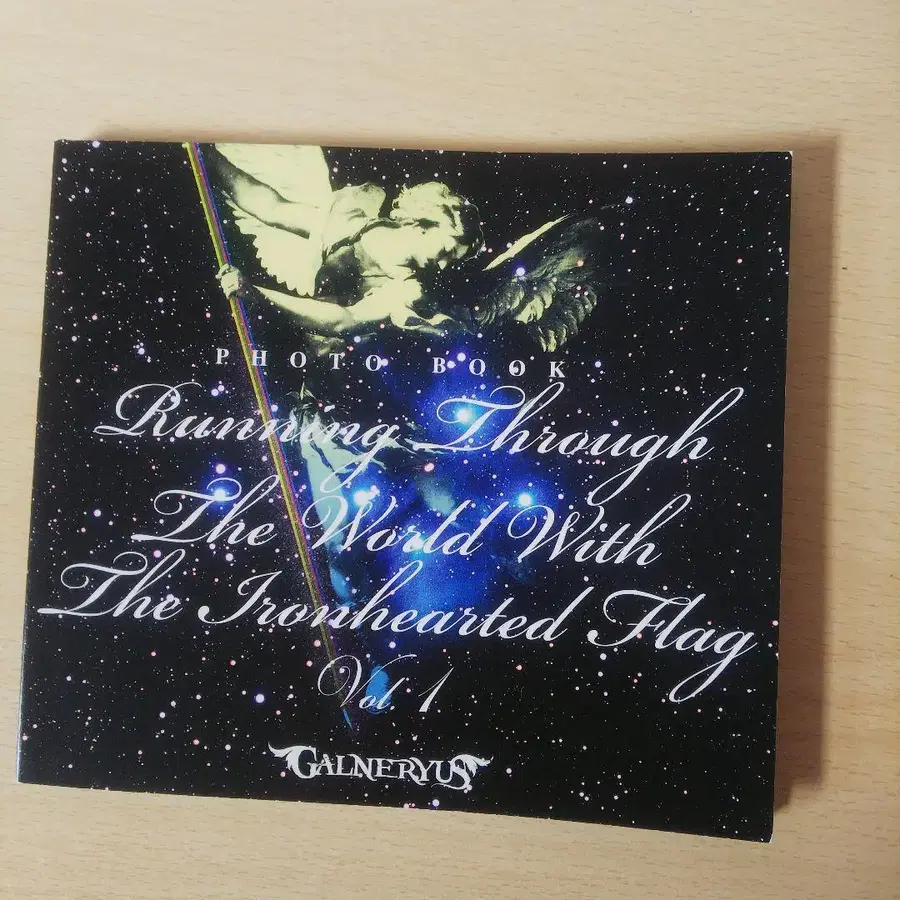 PHOTO BOOK
Running Through
The World With
The Ironhearted Flag
Vol. 1
GALNERYUS